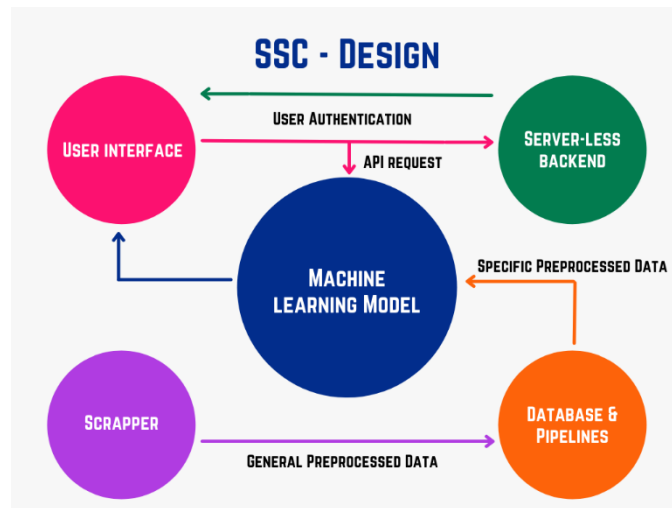 SSC - DESIGN
USER AUTHENTICATION
USER INTERFACE
SERVER-LESS
BACKEND
API REQUEST
MACHINE
LEARNING MODEL
SPECIFIC PREPROCESSED DATA
SCRAPPER
DATABASE &
PIPELINES
GENERAL PREPROCESSED DATA